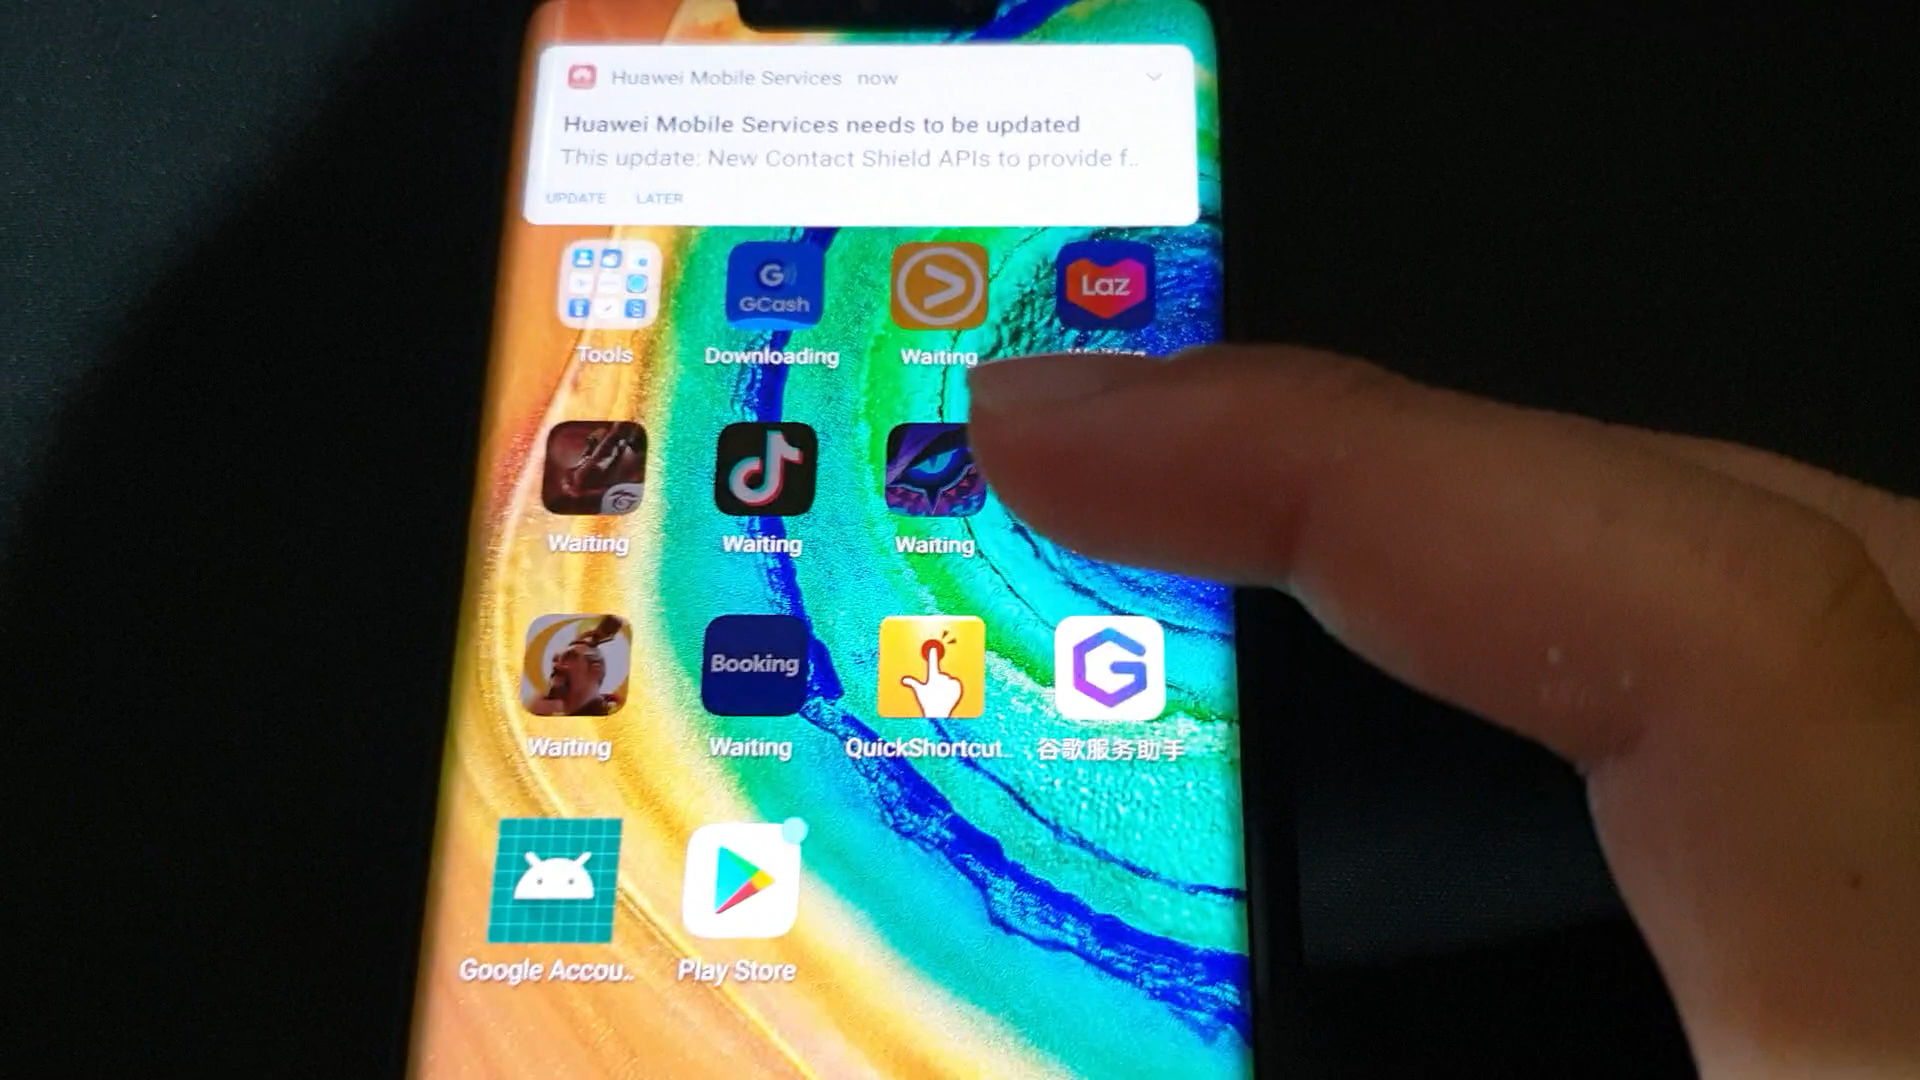 Huawei Mobile Services now
Huawei Mobile Services needs to be updated
This update: New Contact Shield APIs to provide f..
UPDATE LATER
G
GCash
Laz
Tools
Downloading
Waiting
Waiting
Waiting
Waiting
Waiting
Booking
Waiting
Waiting
QuickShortcut..
谷歌服务助手
Google Accou..
Play Store